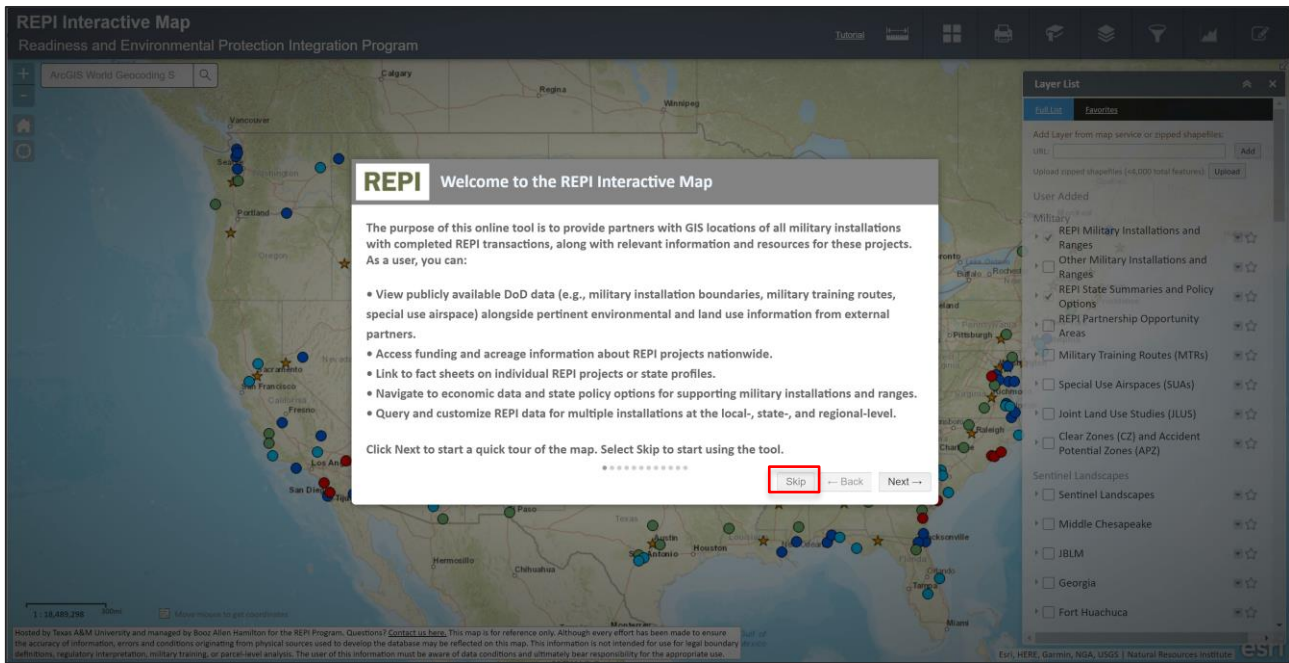 REPI Interactive Map
Readiness and Environmental Protection Integration Program
Tutorial
ArcGIS World Geocoding S
Calgary
Regina
Winnipeg
Vancouver
Portland
Oregon
Sacramento
San Francisco
California
Fresno
Los An
San Die
Paso
Texas
Austin
San Antonio
Houston
Hermosillo
Chihuahua
Jacksonville
Orlando
Tampa
Miami
Pittsburgh
Raleigh
REPI Welcome to the REPI Interactive Map
The purpose of this online tool is to provide partners with GIS locations of all military installations
with completed REPI transactions, along with relevant information and resources for these projects.
As a user, you can:
• View publicly available DoD data (e.g., military installation boundaries, military training routes,
special use airspace) alongside pertinent environmental and land use information from external
partners.
• Access funding and acreage information about REPI projects nationwide.
• Link to fact sheets on individual REPI projects or state profiles.
• Navigate to economic data and state policy options for supporting military installations and ranges.
• Query and customize REPI data for multiple installations at the local-, state-, and regional-level.
Click Next to start a quick tour of the map. Select Skip to start using the tool.
Skip
← Back
Next →
Layer List
Full List Favorites
Add Layer from map service or zipped shapefiles
URL: Add
Upload zipped shapefiles (<4,000 total features) Upload
User Added
Military
REPI Military Installations and
Ranges
Other Military Installations and
Ranges
REPI State Summaries and Policy
Options
REPI Partnership Opportunity
Areas
Military Training Routes (MTRs)
Special Use Airspaces (SUAs)
Joint Land Use Studies (JLUS)
Clear Zones (CZ) and Accident
Potential Zones (APZ)
Sentinel Landscapes
Sentinel Landscapes
Middle Chesapeake
JBLM
Georgia
Fort Huachuca
1 : 18,489,298
300mi
Move mouse to get coordinates
Hosted by Texas A&M University and managed by Booz Allen Hamilton for the REPI Program. Questions? Contact us here. This map is for reference only. Although every effort has been made to ensure
the accuracy of information, errors and conditions originating from physical sources used to develop the database may be reflected on this map. This information is not intended for use for legal boundary
definitions, regulatory interpretation, military training, or parcel-level analysis. The user of this information must be aware of data conditions and ultimately bear responsibility for the appropriate use.
Esri, HERE, Garmin, NGA, USGS | Natural Resources Institute
esri